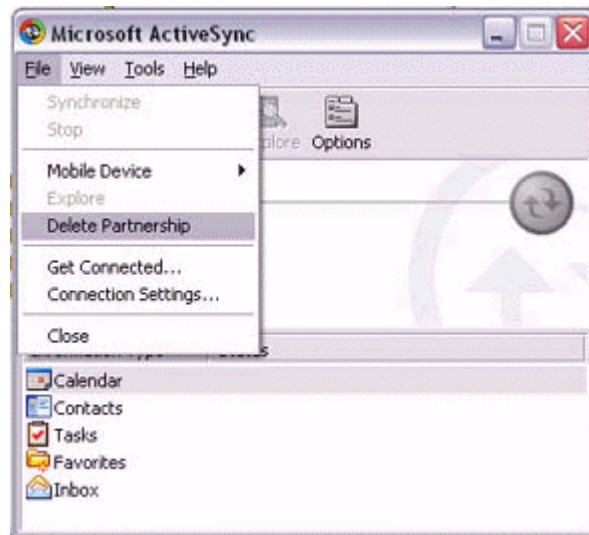 Microsoft ActiveSync
File View Tools Help
Synchronize
Stop
Options
Mobile Device
Explore
Delete Partnership
Get Connected...
Connection Settings...
Close
Calendar
Contacts
Tasks
Favorites
Inbox